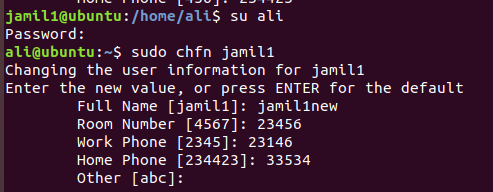 jamil1@ubuntu:/home/ali$ su ali
Password:
ali@ubuntu:~$ sudo chfn jamil1
Changing the user information for jamil1
Enter the new value, or press ENTER for the default
Full Name [jamil1]: jamil1new
Room Number [4567]: 23456
Work Phone [2345]: 23146
Home Phone [234423]: 33534
Other [abc]: